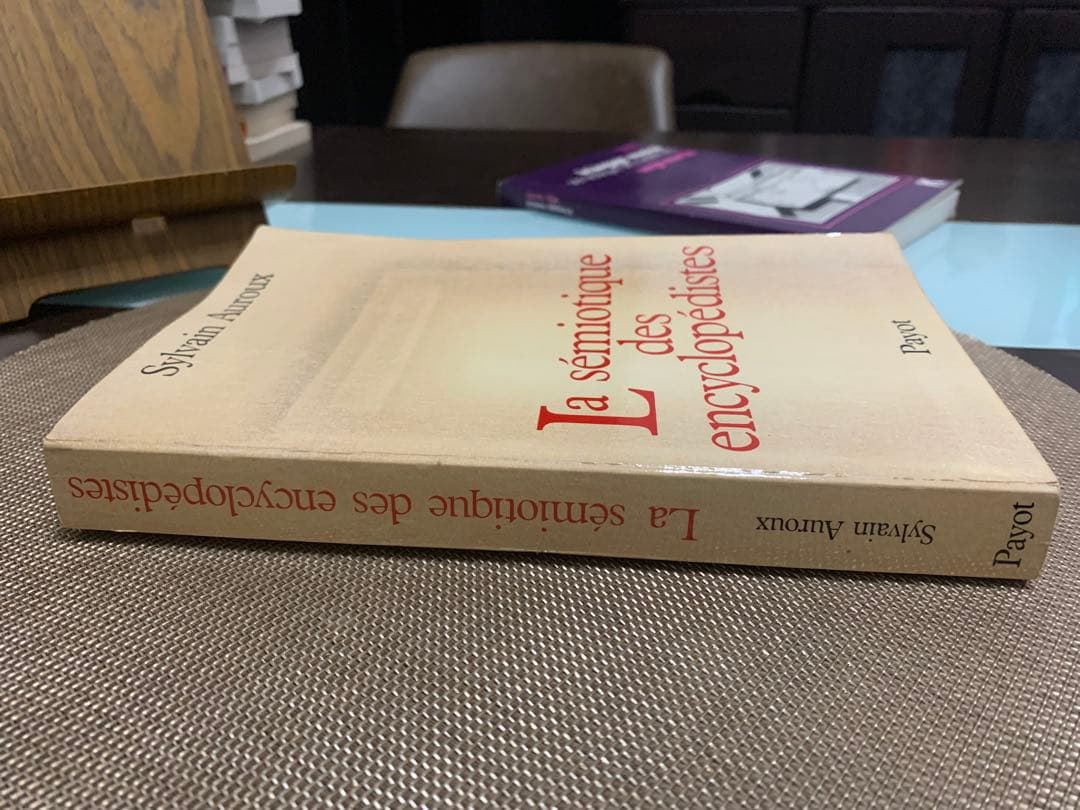 Sylvain Auroux
La sémiotique
des
encyclopédistes
Payot
La sémiotique des encyclopédistes
Sylvain Auroux
Payot